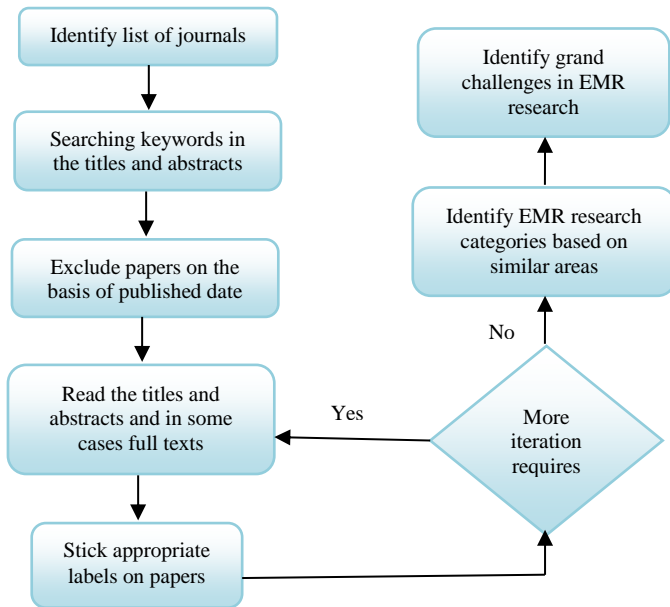 Identify list of journals
Searching keywords in
the titles and abstracts
Exclude papers on the
basis of published date
Read the titles and
abstracts and in some
cases full texts
Stick appropriate
labels on papers
Yes
More
iteration
requires
No
Identify EMR research
categories based on
similar areas
Identify grand
challenges in EMR
research